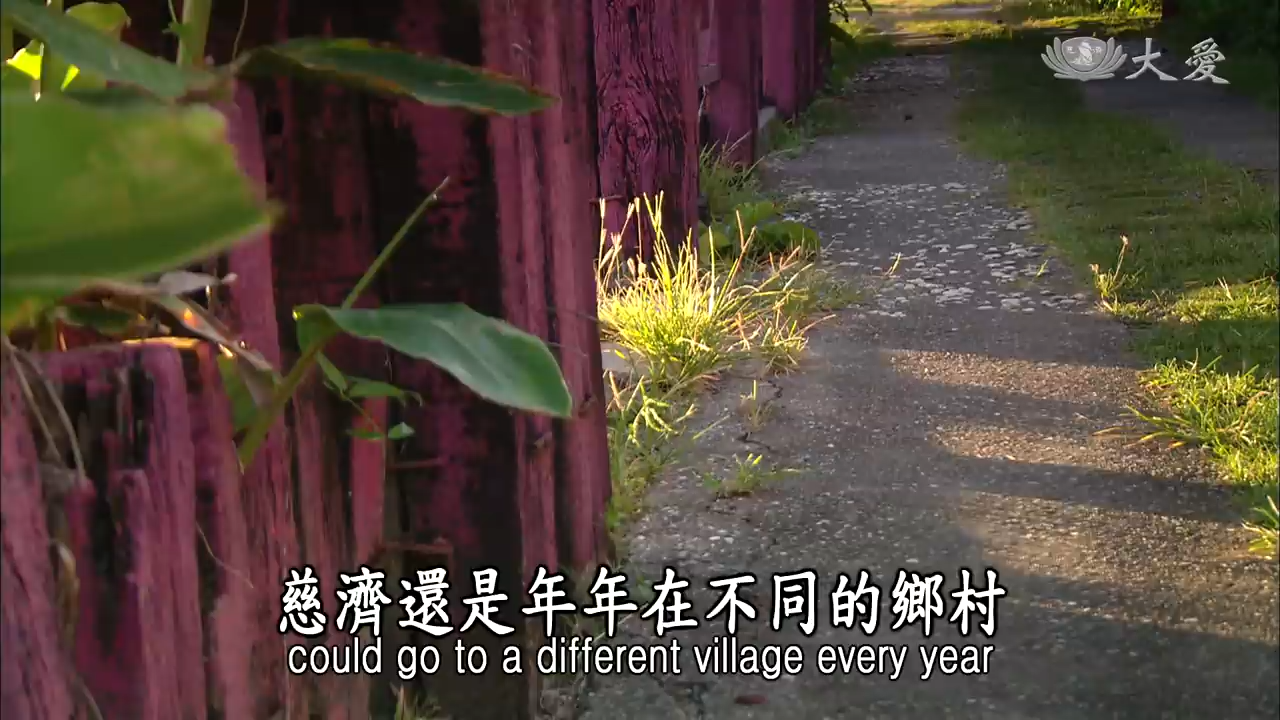 大愛
慈濟還是年年在不同的鄉村
could go to a different village every year